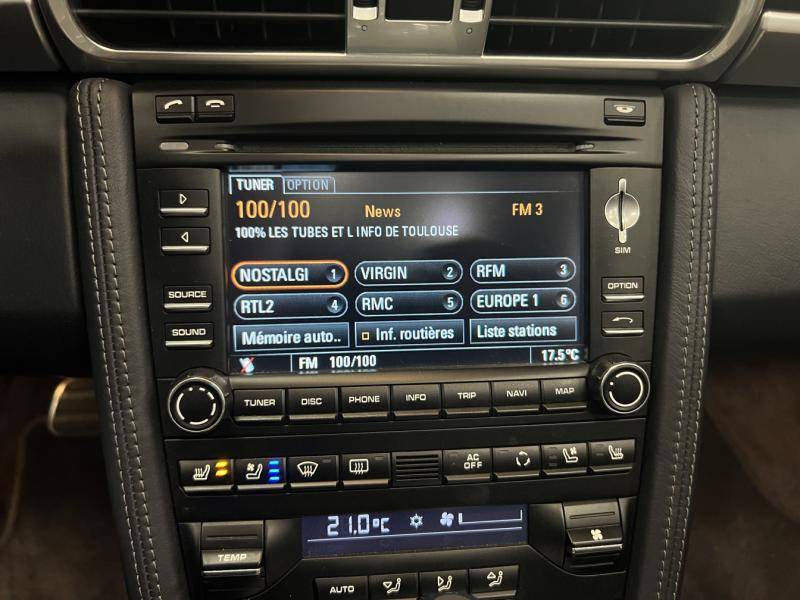 TUNER OPTION
100/100 News FM 3
100% LES TUBES ET L INFO DE TOULOUSE
NOSTALGI 1 VIRGIN 2 RFM 3
RTL2 4 RMC 5 EUROPE 1 6
Mémoire auto.. Inf. routières Liste stations
FM 100/100 17.5°C
SIM
SOURCE
SOUND
OPTION
TUNER DISC PHONE INFO TRIP NAVI MAP
AC OFF
21.0°C
TEMP
AUTO